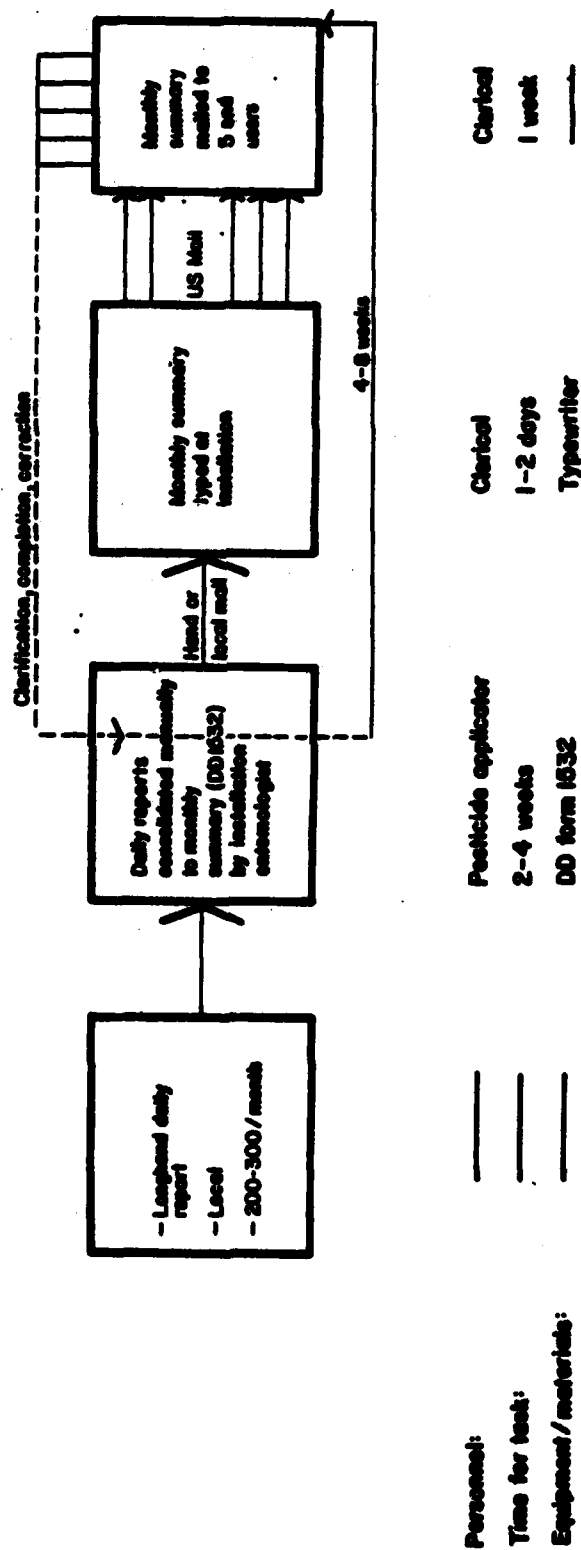 Clarification, completion, correction
– Longhand daily
report
– Local
– 200-300/month
Daily reports
consolidated manually
to monthly
summary (DD1532)
by installation
entomologist
Hand or
local mail
Monthly summary
typed at
installation
US Mail
Monthly
summary
mailed to
5 end
users
4-8 weeks
Personnel:
Pesticide applicator
Clerical
Clerical
Time for task:
2-4 weeks
1-2 days
1 week
Equipment/materials:
DD form 1532
Typewriter